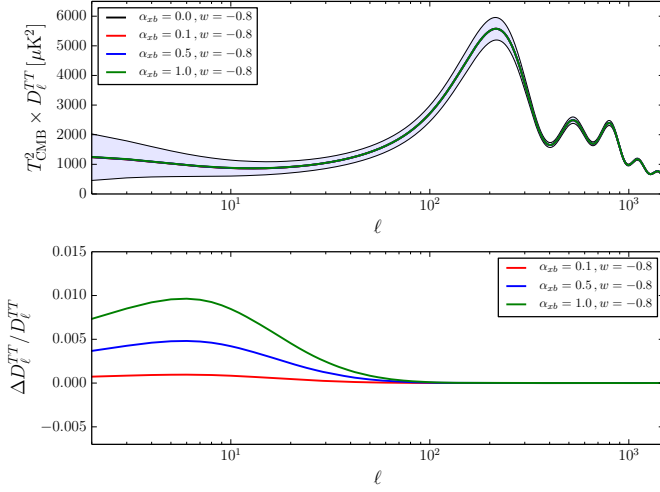 6000
5000
4000
3000
2000
1000
0
T²_CMB × D_ℓ^TT [μK²]
α_xb = 0.0 , w = −0.8
α_xb = 0.1 , w = −0.8
α_xb = 0.5 , w = −0.8
α_xb = 1.0 , w = −0.8
10¹ 10² 10³
ℓ
0.015
0.010
0.005
0.000
−0.005
ΔD_ℓ^TT / D_ℓ^TT
α_xb = 0.1 , w = −0.8
α_xb = 0.5 , w = −0.8
α_xb = 1.0 , w = −0.8
10¹ 10² 10³
ℓ